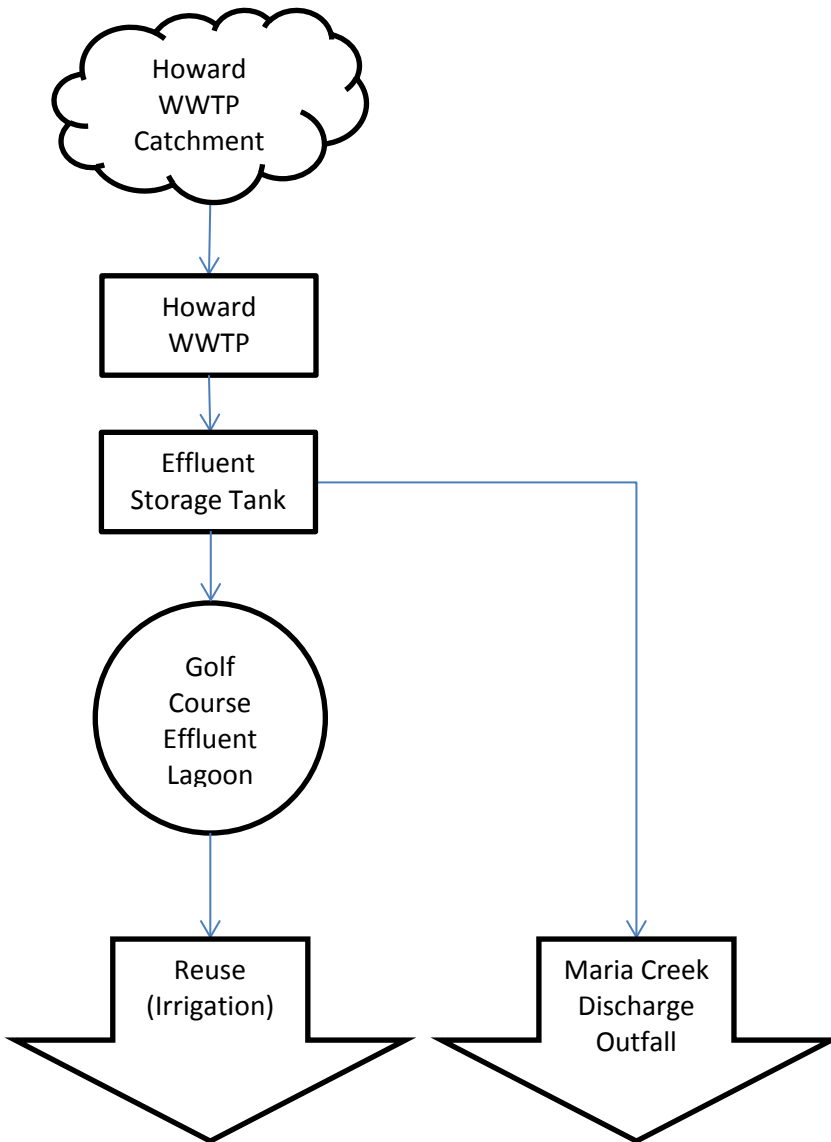 Howard
WWTP
Catchment
Howard
WWTP
Effluent
Storage Tank
Golf
Course
Effluent
Lagoon
Reuse
(Irrigation)
Maria Creek
Discharge
Outfall